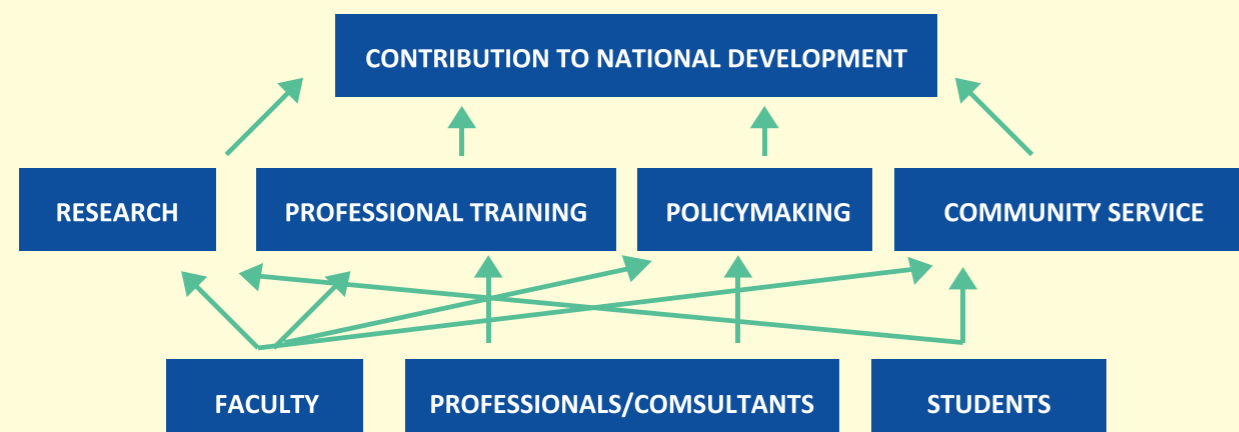 CONTRIBUTION TO NATIONAL DEVELOPMENT
RESEARCH
PROFESSIONAL TRAINING
POLICYMAKING
COMMUNITY SERVICE
FACULTY
PROFESSIONALS/COMSULTANTS
STUDENTS